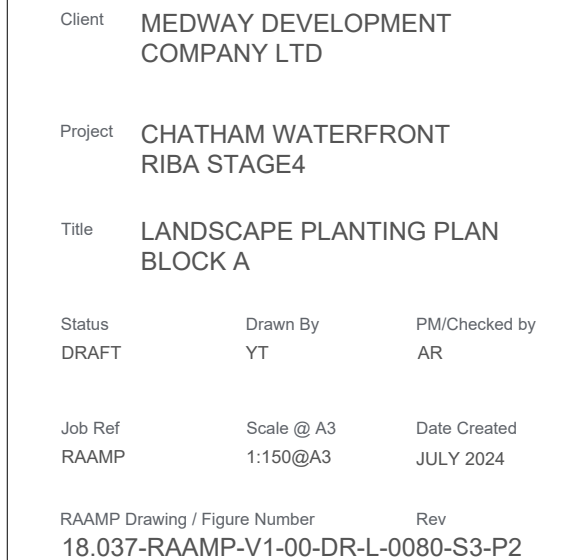 Client MEDWAY DEVELOPMENT
COMPANY LTD
Project CHATHAM WATERFRONT
RIBA STAGE4
Title LANDSCAPE PLANTING PLAN
BLOCK A
Status Drawn By PM/Checked by
DRAFT YT AR
Job Ref Scale @ A3 Date Created
RAAMP 1:150@A3 JULY 2024
RAAMP Drawing / Figure Number Rev
18.037-RAAMP-V1-00-DR-L-0080-S3-P2